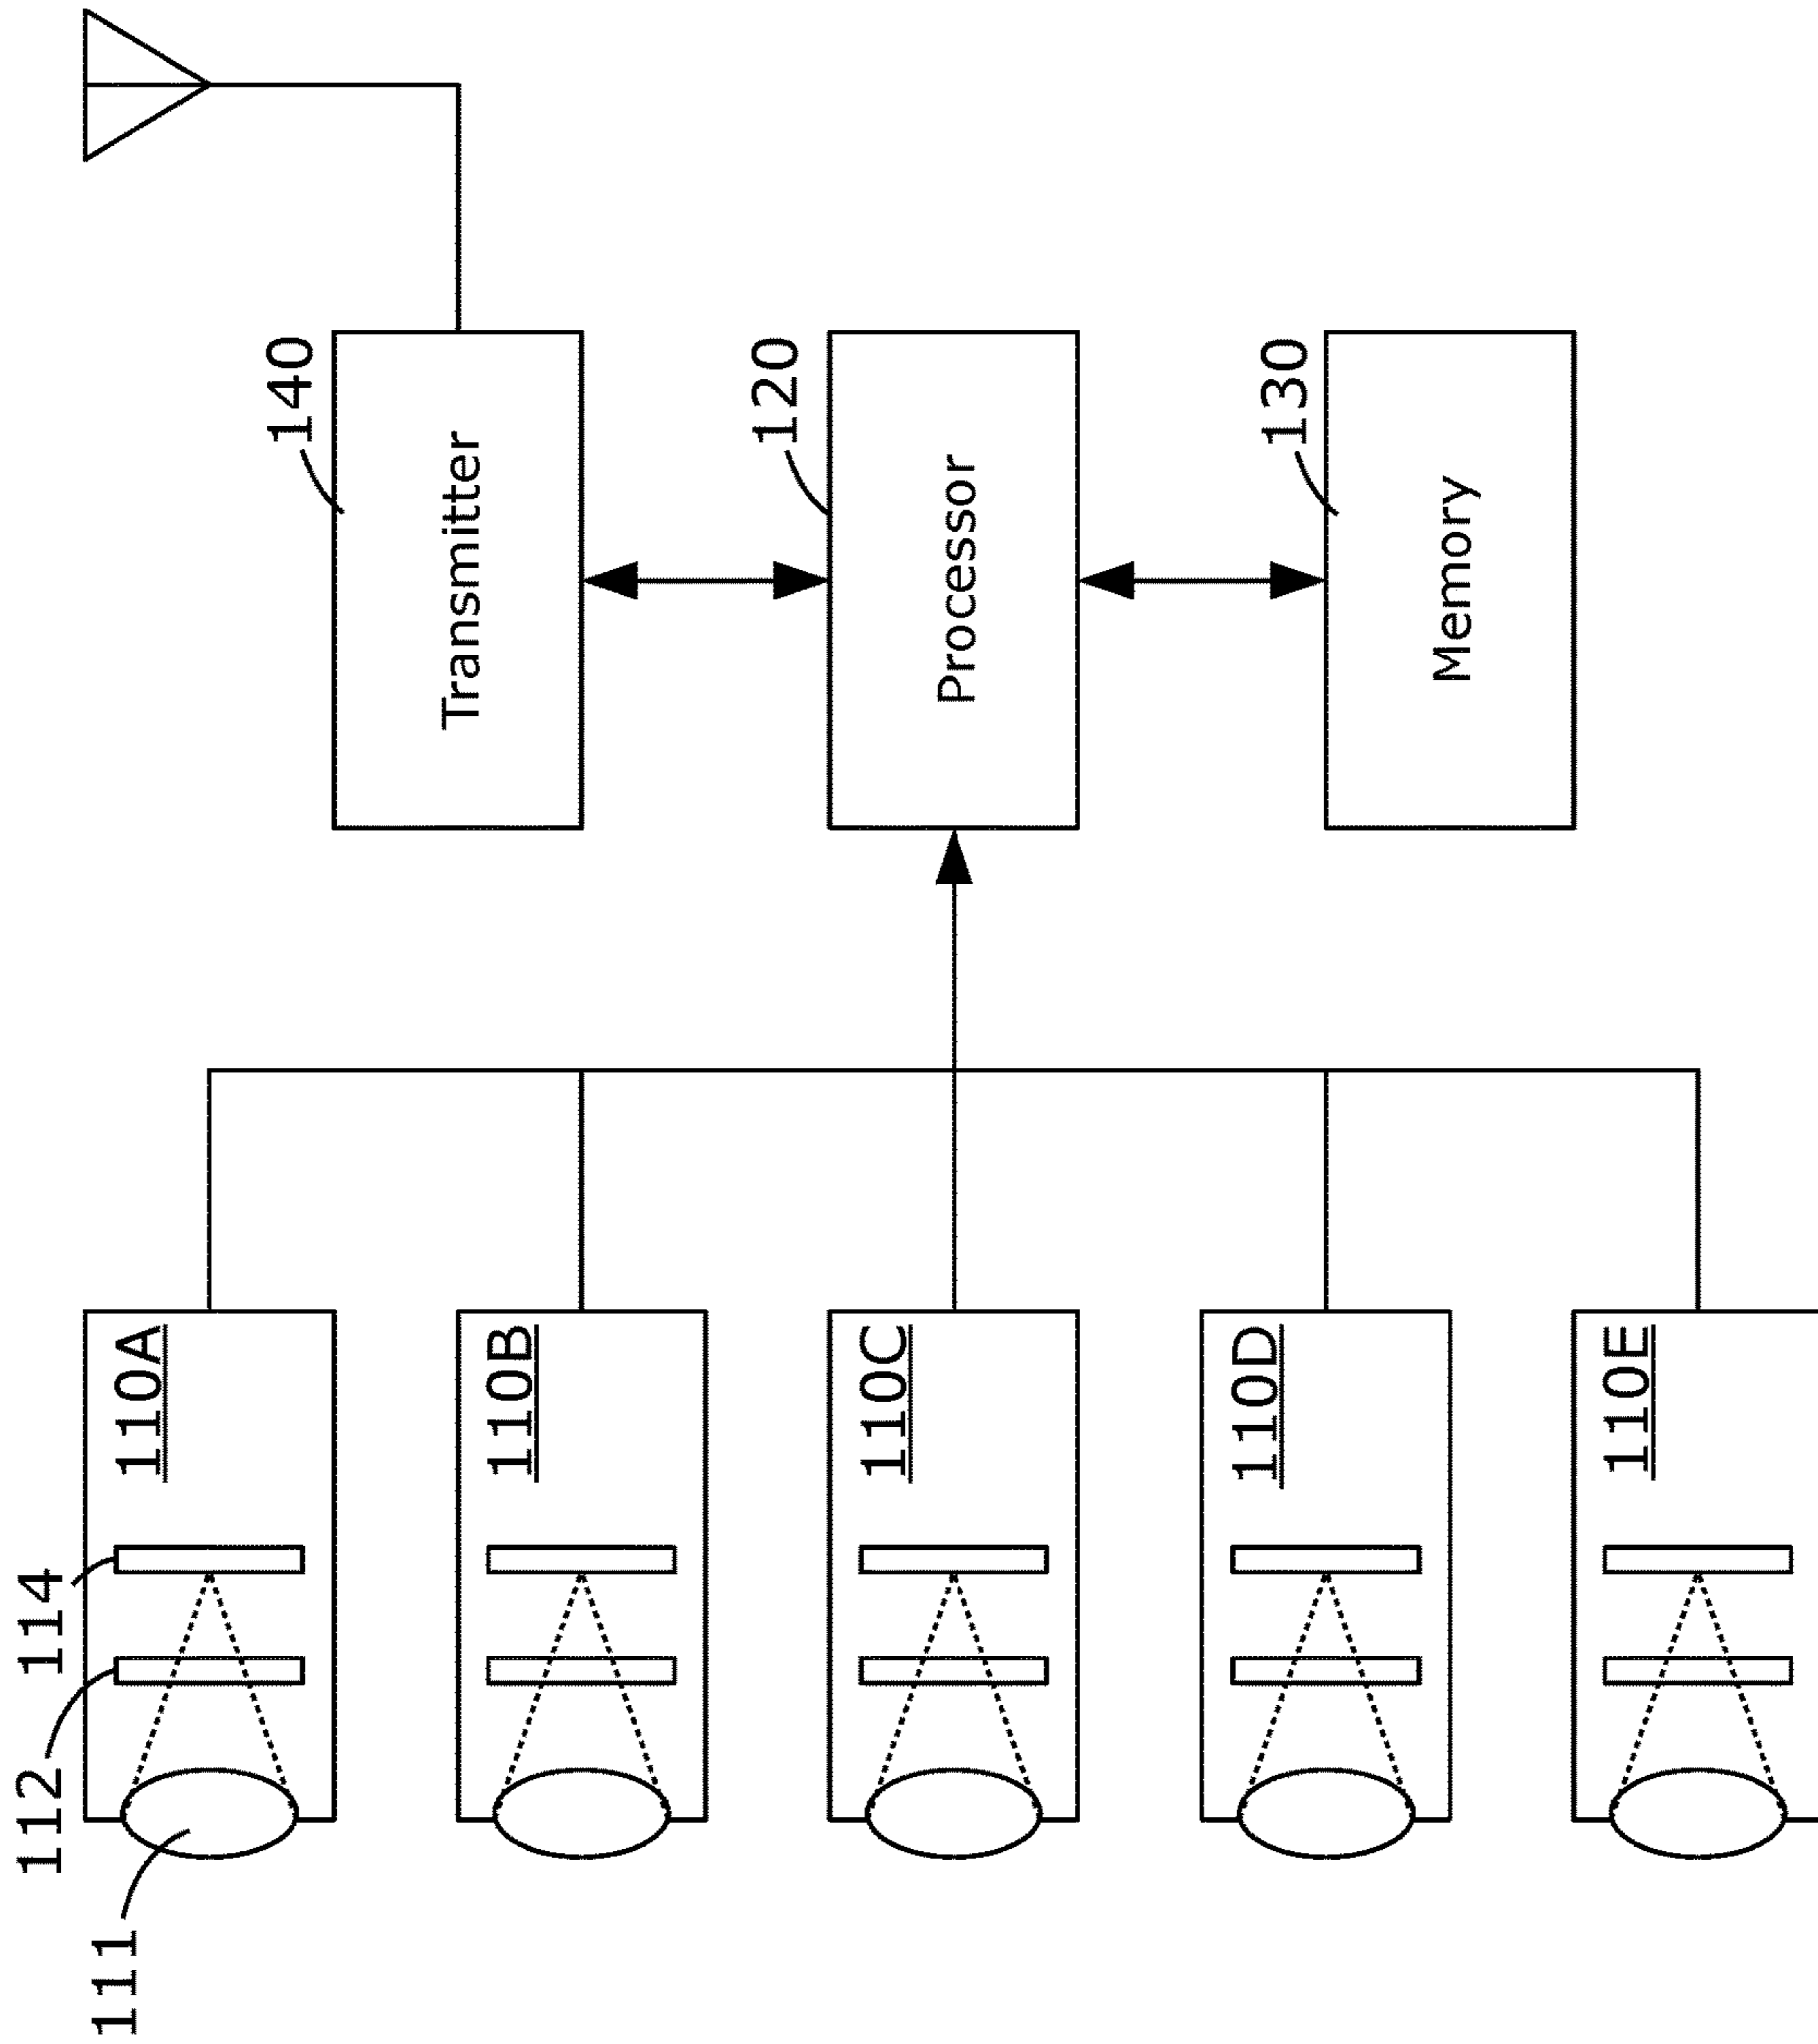 140
Transmitter
120
Processor
130
Memory
110A
110B
110C
110D
110E
114
112
111